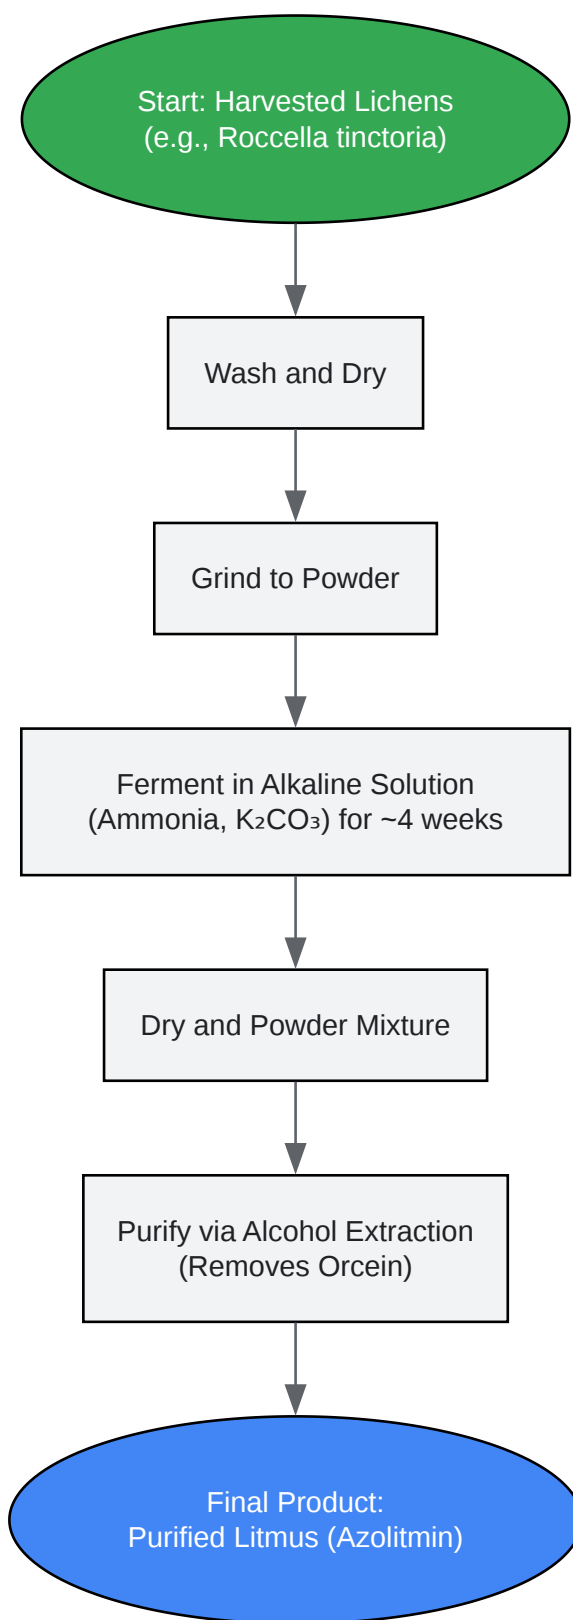 Start: Harvested Lichens
(e.g., Roccella tinctoria)
Wash and Dry
Grind to Powder
Ferment in Alkaline Solution
(Ammonia, K₂CO₃) for ~4 weeks
Dry and Powder Mixture
Purify via Alcohol Extraction
(Removes Orcein)
Final Product:
Purified Litmus (Azolitmin)